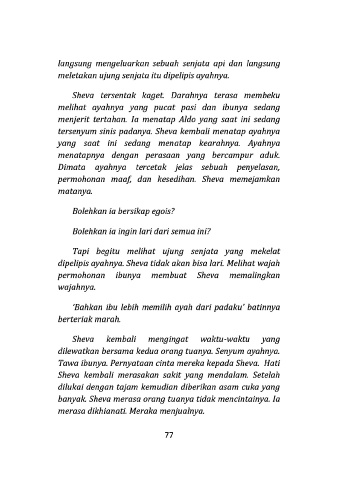 langsung mengeluarkan sebuah senjata api dan langsung
meletakan ujung senjata itu dipelipis ayahnya.
Sheva tersentak kaget. Darahnya terasa membeku
melihat ayahnya yang pucat pasi dan ibunya sedang
menjerit tertahan. Ia menatap Aldo yang saat ini sedang
tersenyum sinis padanya. Sheva kembali menatap ayahnya
yang saat ini sedang menatap kearahnya. Ayahnya
menatapnya dengan perasaan yang bercampur aduk.
Dimata ayahnya tercetak jelas sebuah penyelasan,
permohonan maaf, dan kesedihan. Sheva memejamkan
matanya.
Bolehkan ia bersikap egois?
Bolehkan ia ingin lari dari semua ini?
Tapi begitu melihat ujung senjata yang mekelat
dipelipis ayahnya. Sheva tidak akan bisa lari. Melihat wajah
permohonan ibunya membuat Sheva memalingkan
wajahnya.
‘Bahkan ibu lebih memilih ayah dari padaku’ batinnya
berteriak marah.
Sheva kembali mengingat waktu-waktu yang
dilewatkan bersama kedua orang tuanya. Senyum ayahnya.
Tawa ibunya. Pernyataan cinta mereka kepada Sheva. Hati
Sheva kembali merasakan sakit yang mendalam. Setelah
dilukai dengan tajam kemudian diberikan asam cuka yang
banyak. Sheva merasa orang tuanya tidak mencintainya. Ia
merasa dikhianati. Meraka menjualnya.
77